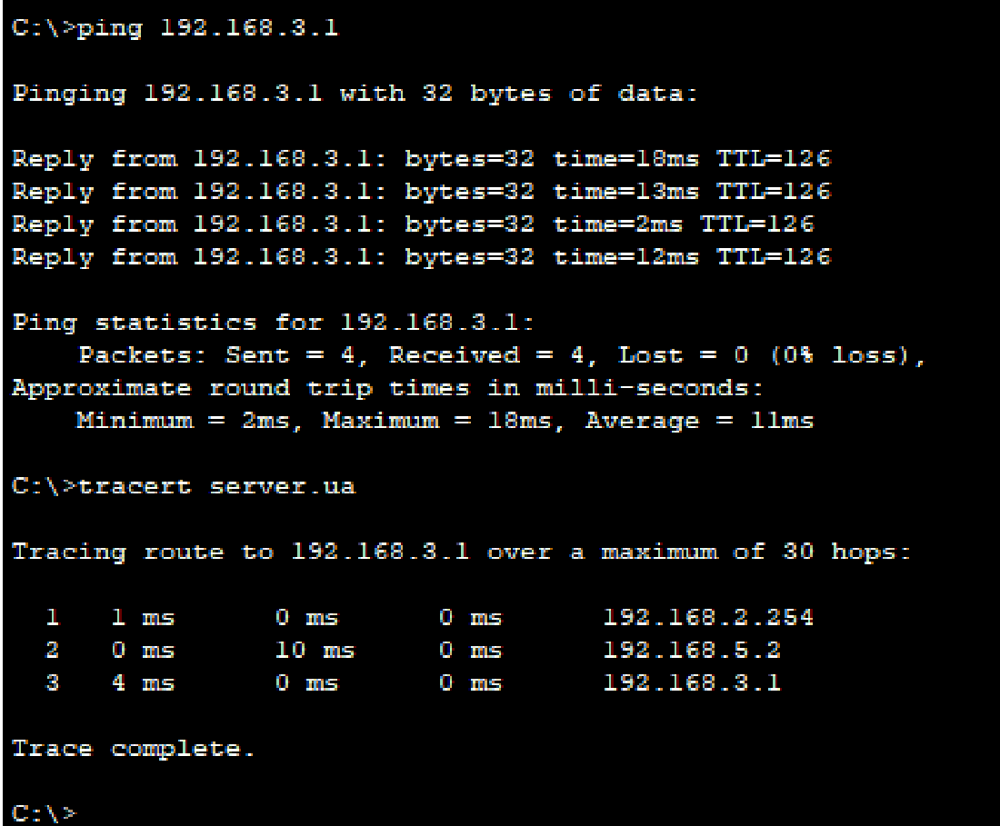 C:\>ping 192.168.3.1
Pinging 192.168.3.1 with 32 bytes of data:
Reply from 192.168.3.1: bytes=32 time=18ms TTL=126
Reply from 192.168.3.1: bytes=32 time=13ms TTL=126
Reply from 192.168.3.1: bytes=32 time=2ms TTL=126
Reply from 192.168.3.1: bytes=32 time=12ms TTL=126
Ping statistics for 192.168.3.1:
    Packets: Sent = 4, Received = 4, Lost = 0 (0% loss),
Approximate round trip times in milli-seconds:
    Minimum = 2ms, Maximum = 18ms, Average = 11ms
C:\>tracert server.ua
Tracing route to 192.168.3.1 over a maximum of 30 hops:
  1   1 ms      0 ms      0 ms      192.168.2.254
  2   0 ms      10 ms     0 ms      192.168.5.2
  3   4 ms      0 ms      0 ms      192.168.3.1
Trace complete.
C:\>